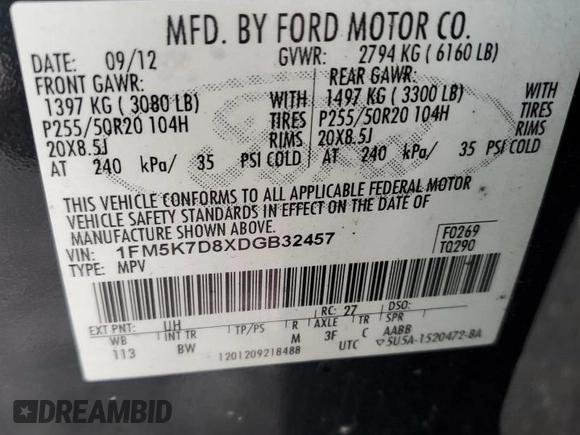 MFD. BY FORD MOTOR CO.
DATE: 09/12 GVWR: 2794 KG ( 6160 LB)
FRONT GAWR: REAR GAWR:
1397 KG ( 3080 LB) WITH 1497 KG ( 3300 LB) WITH
P255/50R20 104H TIRES P255/50R20 104H TIRES
20X8.5J RIMS 20X8.5J RIMS
AT 240 kPa/ 35 PSI COLD AT 240 kPa/ 35 PSI COLD
THIS VEHICLE CONFORMS TO ALL APPLICABLE FEDERAL MOTOR
VEHICLE SAFETY STANDARDS IN EFFECT ON THE DATE OF
MANUFACTURE SHOWN ABOVE.
VIN: 1FM5K7D8XDGB32457 F0269
TYPE: MPV TQ290
EXT PNT: UH RC: 27 DSO:
WB INT TR TP/PS R AXLE TR SPR
113 BW M 3F C AABB
1201209218488 UTC 5U5A-1520472-BA
DREAMBID